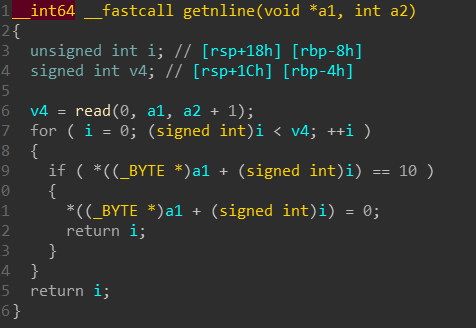 1 __int64 __fastcall getnline(void *a1, int a2)
2 {
3   unsigned int i; // [rsp+18h] [rbp-8h]
4   signed int v4; // [rsp+1Ch] [rbp-4h]
5
6   v4 = read(0, a1, a2 + 1);
7   for ( i = 0; (signed int)i < v4; ++i )
8   {
9     if ( *((_BYTE *)a1 + (signed int)i) == 10 )
0     {
1       *((_BYTE *)a1 + (signed int)i) = 0;
2       return i;
3     }
4   }
5   return i;
6 }